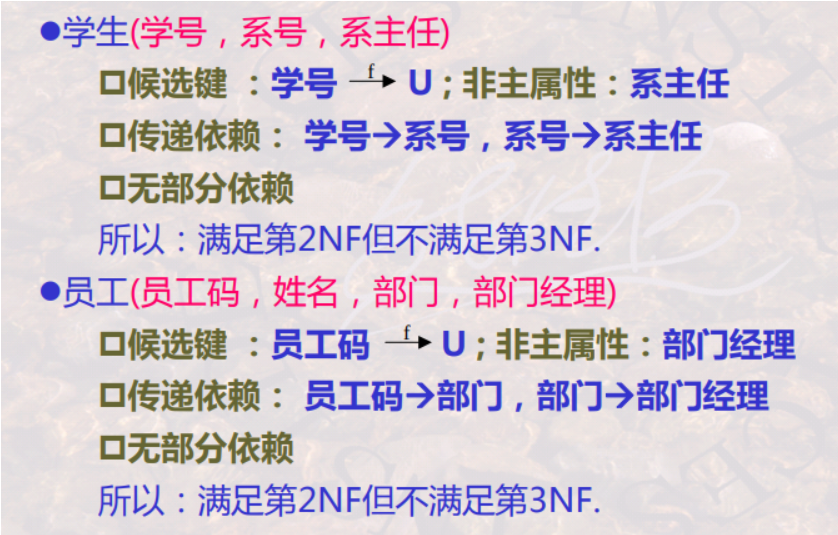 ●学生(学号，系号，系主任)
□候选键 ：学号 f→ U；非主属性：系主任
□传递依赖： 学号→系号，系号→系主任
□无部分依赖
所以：满足第2NF但不满足第3NF.
●员工(员工码，姓名，部门，部门经理)
□候选键 ：员工码 f→ U；非主属性：部门经理
□传递依赖： 员工码→部门，部门→部门经理
□无部分依赖
所以：满足第2NF但不满足第3NF.